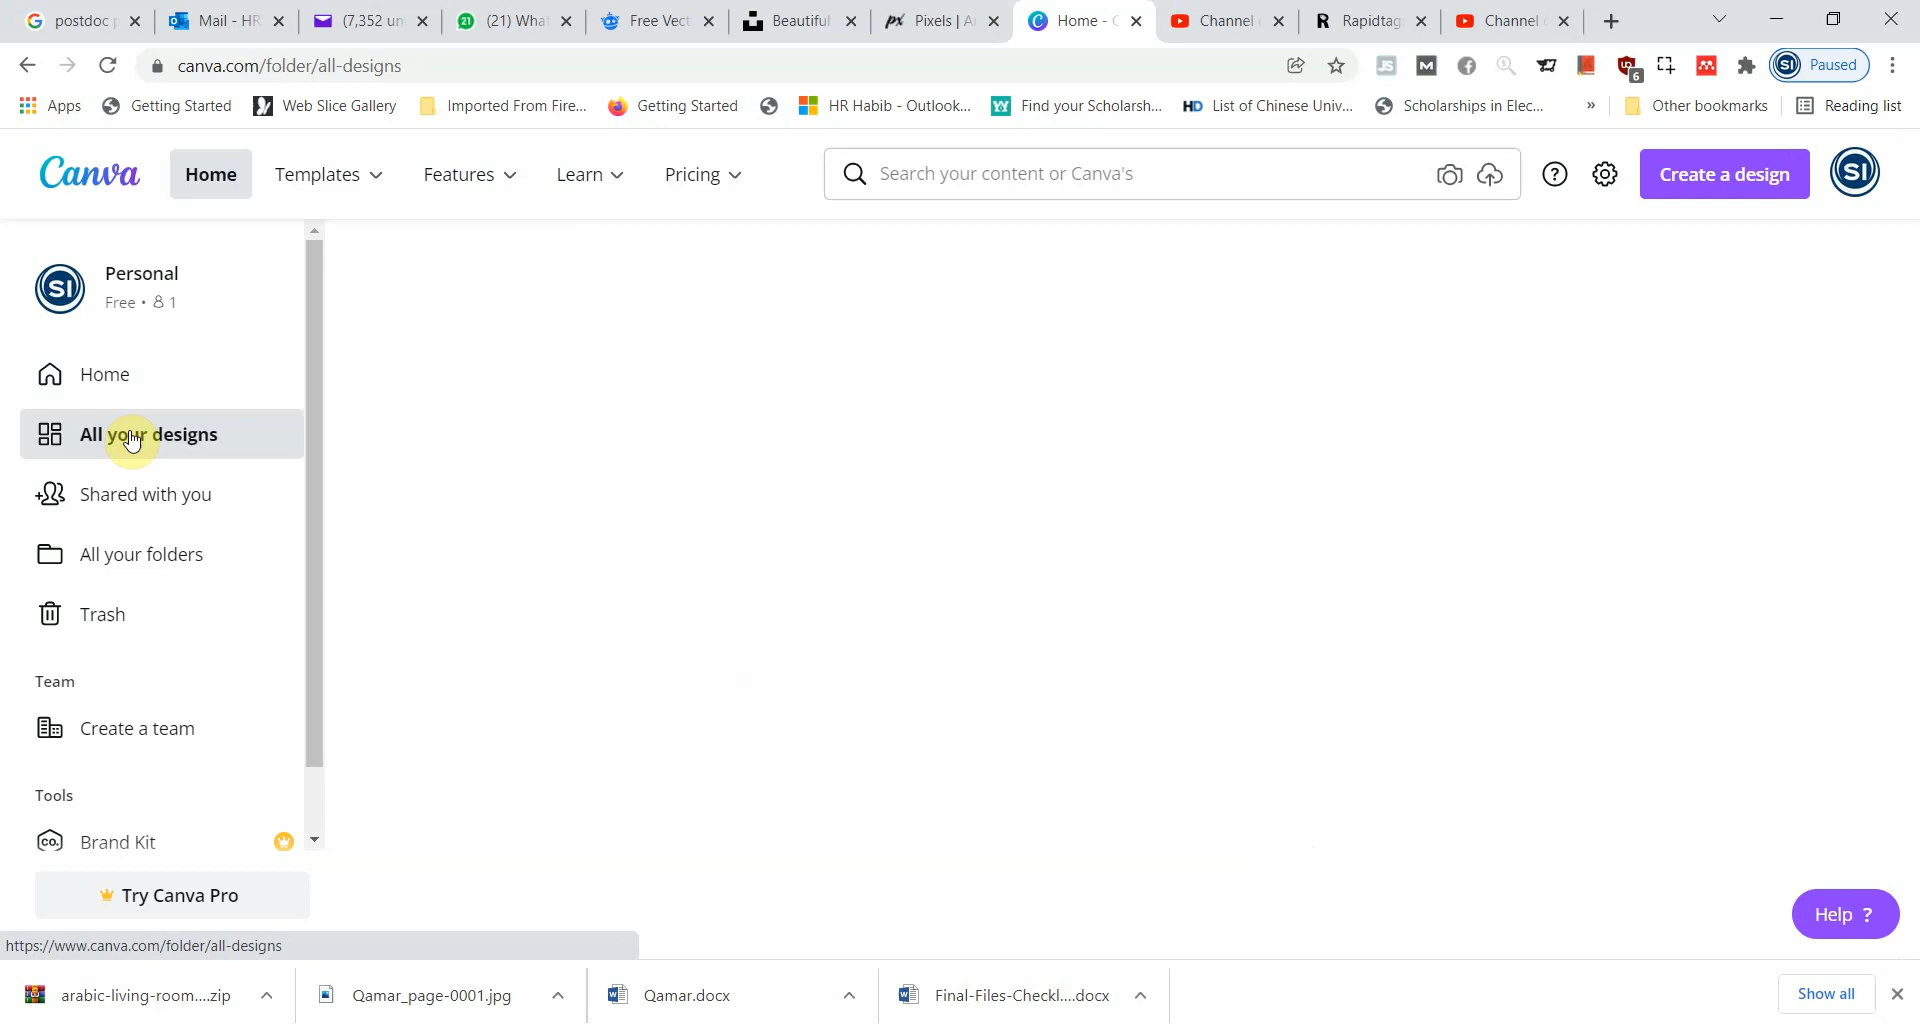 postdoc
Mail - HR
(7,352 un
(21) What
Free Vect
Beautiful
Pixels | A
Home - C
Channel
Rapidtag
Channel
canva.com/folder/all-designs
6
SI
Paused
Apps
Getting Started
Web Slice Gallery
Imported From Fire...
Getting Started
HR Habib - Outlook...
Find your Scholarsh...
HD List of Chinese Univ...
Scholarships in Elec...
»
Other bookmarks
Reading list
Canva
Home
Templates
Features
Learn
Pricing
Search your content or Canva's
?
Create a design
SI
SI
Personal
Free • 1
Home
All your designs
Shared with you
All your folders
Trash
Team
Create a team
Tools
co. Brand Kit
Try Canva Pro
Help ?
https://www.canva.com/folder/all-designs
arabic-living-room....zip
Qamar_page-0001.jpg
Qamar.docx
Final-Files-Checkl....docx
Show all